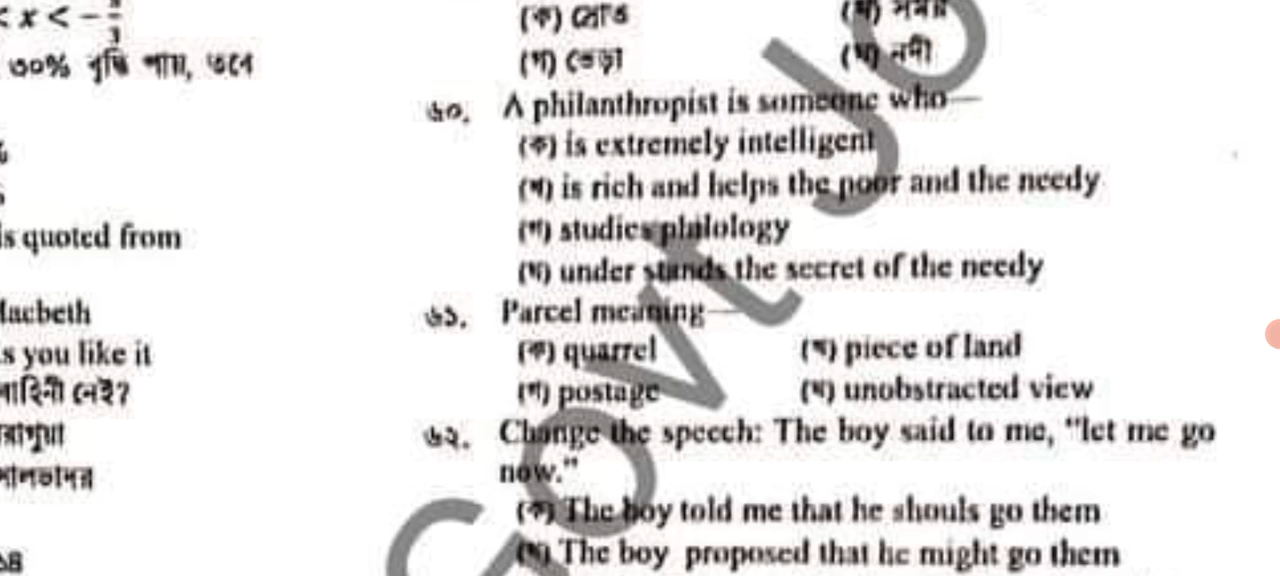 < x < -
৩০% বৃদ্ধি পায়, তবে
is quoted from
Macbeth
s you like it
বাহিনী নেই?
(ক)
(গ) ভেড়া
(ঘ) নদী
৬০. A philanthropist is someone who—
(ক) is extremely intelligent
(খ) is rich and helps the poor and the needy
(গ) studies philology
(ঘ) under stands the secret of the needy
৬১. Parcel meaning—
(ক) quarrel (খ) piece of land
(গ) postage (ঘ) unobstracted view
৬২. Change the speech: The boy said to me, "let me go
now."
(ক) The boy told me that he shouls go them
(খ) The boy proposed that he might go them
Govt Jo